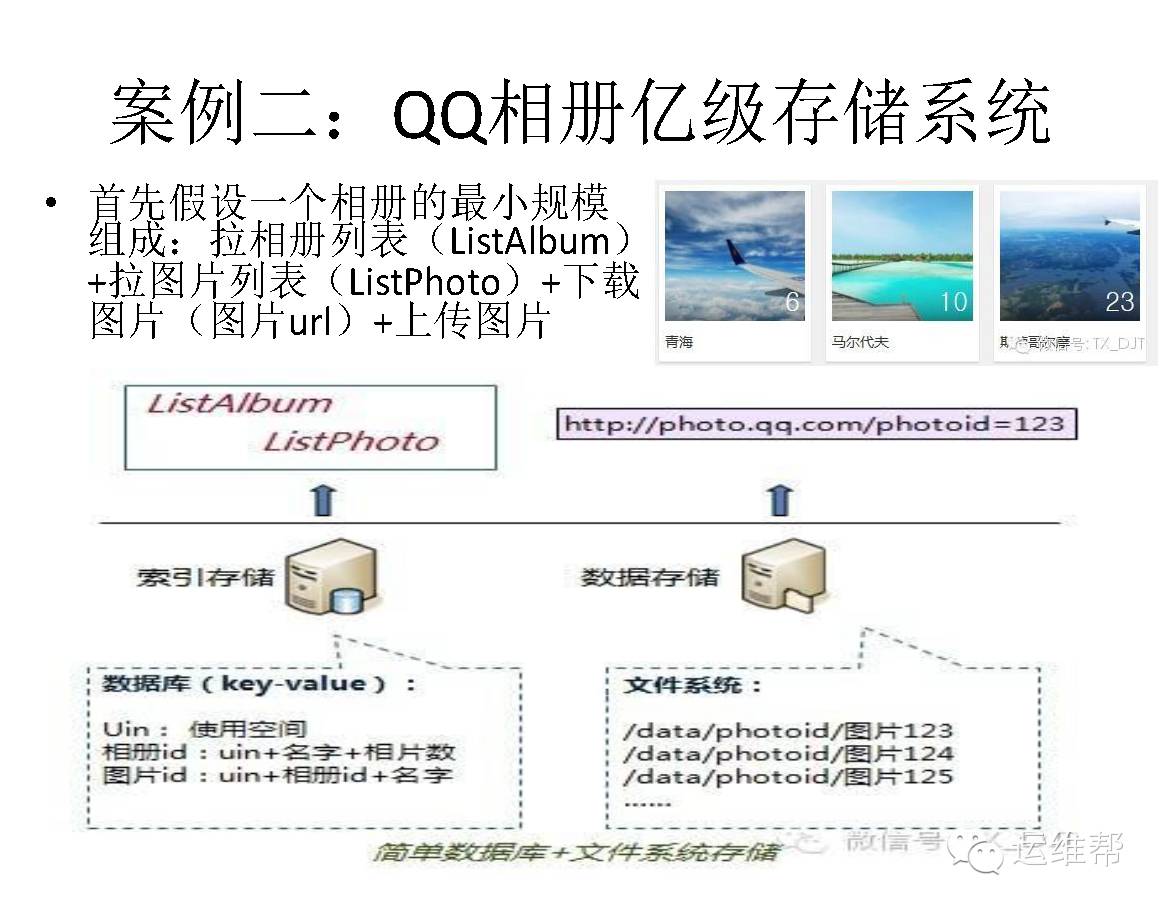 案例二：QQ相册亿级存储系统
• 首先假设一个相册的最小规模
组成：拉相册列表（ListAlbum）
+拉图片列表（ListPhoto）+下载
图片（图片url）+上传图片
6
10
23
青海
马尔代夫
斯 哥尔摩
微信号: TX_DJT
ListAlbum
ListPhoto
http://photo.qq.com/photoid=123
索引存储
数据存储
数据库（key-value）：
Uin： 使用空间
相册id：uin+名字+相片数
图片id：uin+相册id+名字
文件系统：
/data/photoid/图片123
/data/photoid/图片124
/data/photoid/图片125
......
简单数据库+文件系统存储
微信号
运维帮